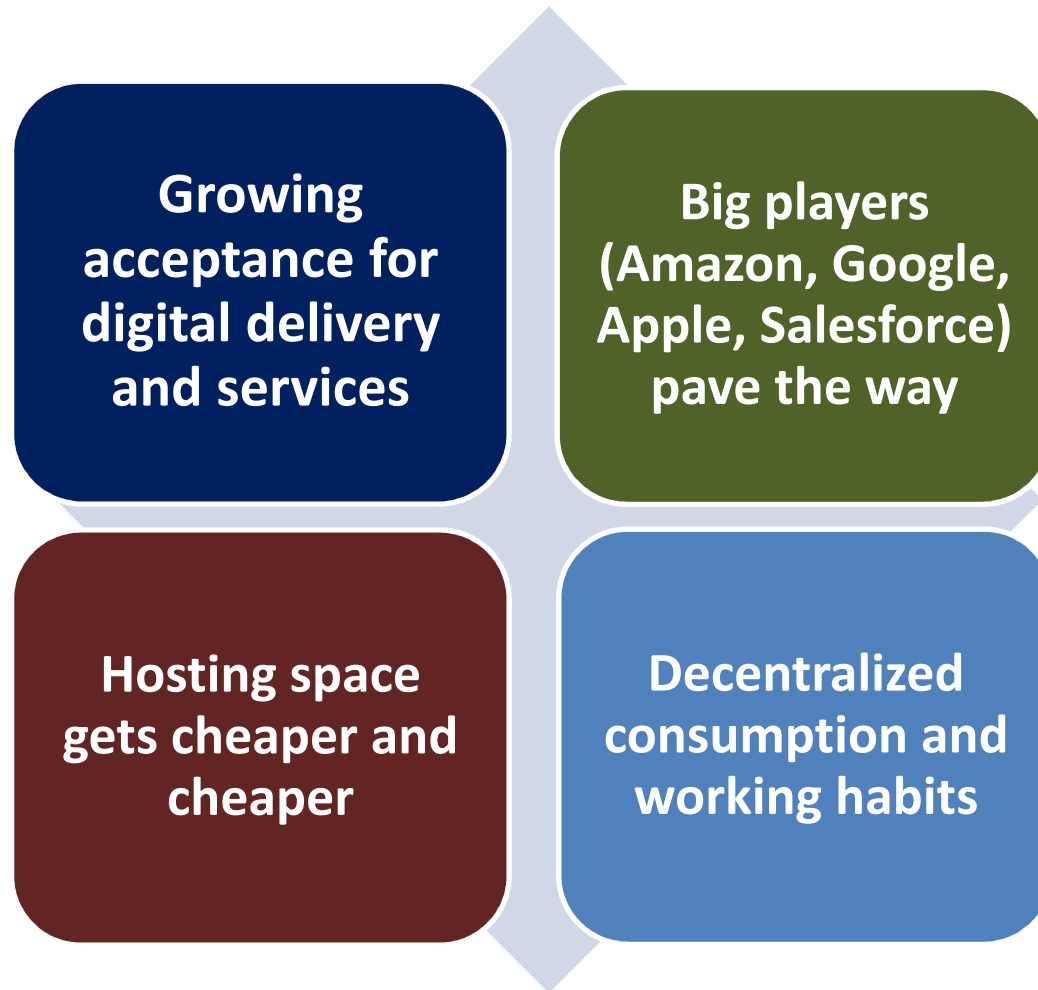 Growing
acceptance for
digital delivery
and services
Big players
(Amazon, Google,
Apple, Salesforce)
pave the way
Hosting space
gets cheaper and
cheaper
Decentralized
consumption and
working habits